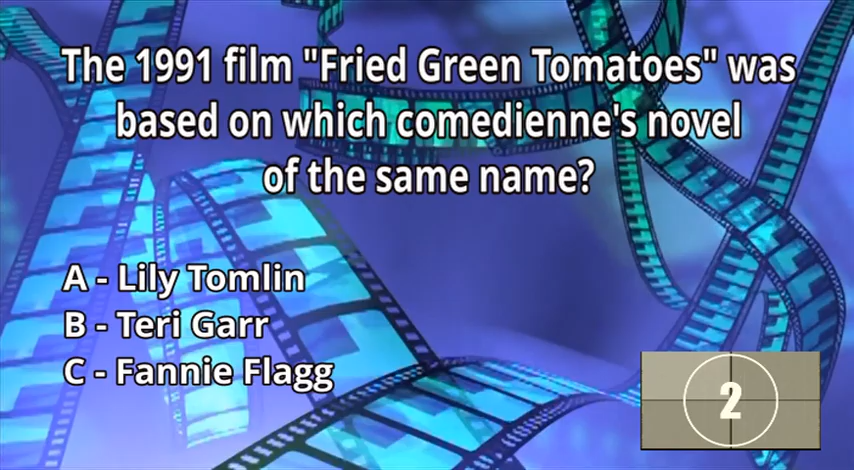 The 1991 film "Fried Green Tomatoes" was
based on which comedienne's novel
of the same name?
A - Lily Tomlin
B - Teri Garr
C - Fannie Flagg
2